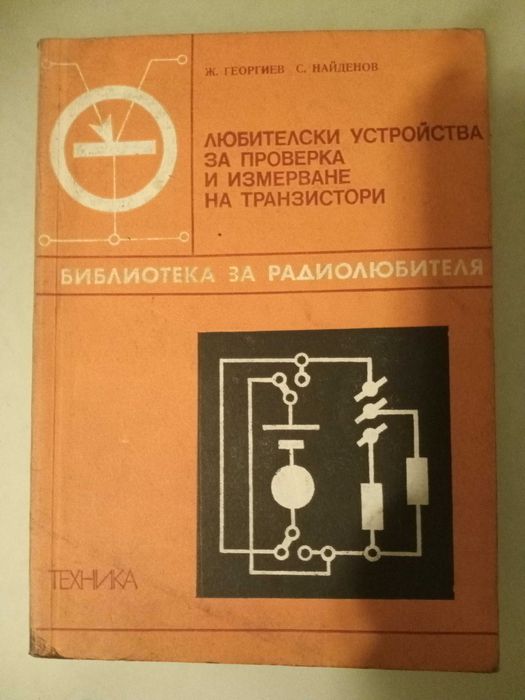 Ж. ГЕОРГИЕВ С. НАЙДЕНОВ
ЛЮБИТЕЛСКИ УСТРОЙСТВА
ЗА ПРОВЕРКА
И ИЗМЕРВАНЕ
НА ТРАНЗИСТОРИ
БИБЛИОТЕКА ЗА РАДИОЛЮБИТЕЛЯ
ТЕХНИКА